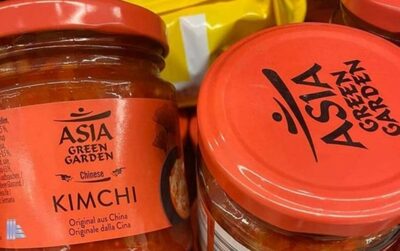 ASIA
GREEN
GARDEN
Chinese
KIMCHI
Original aus China
Originale dalla Cina
ASIA
GREEN
GARDEN